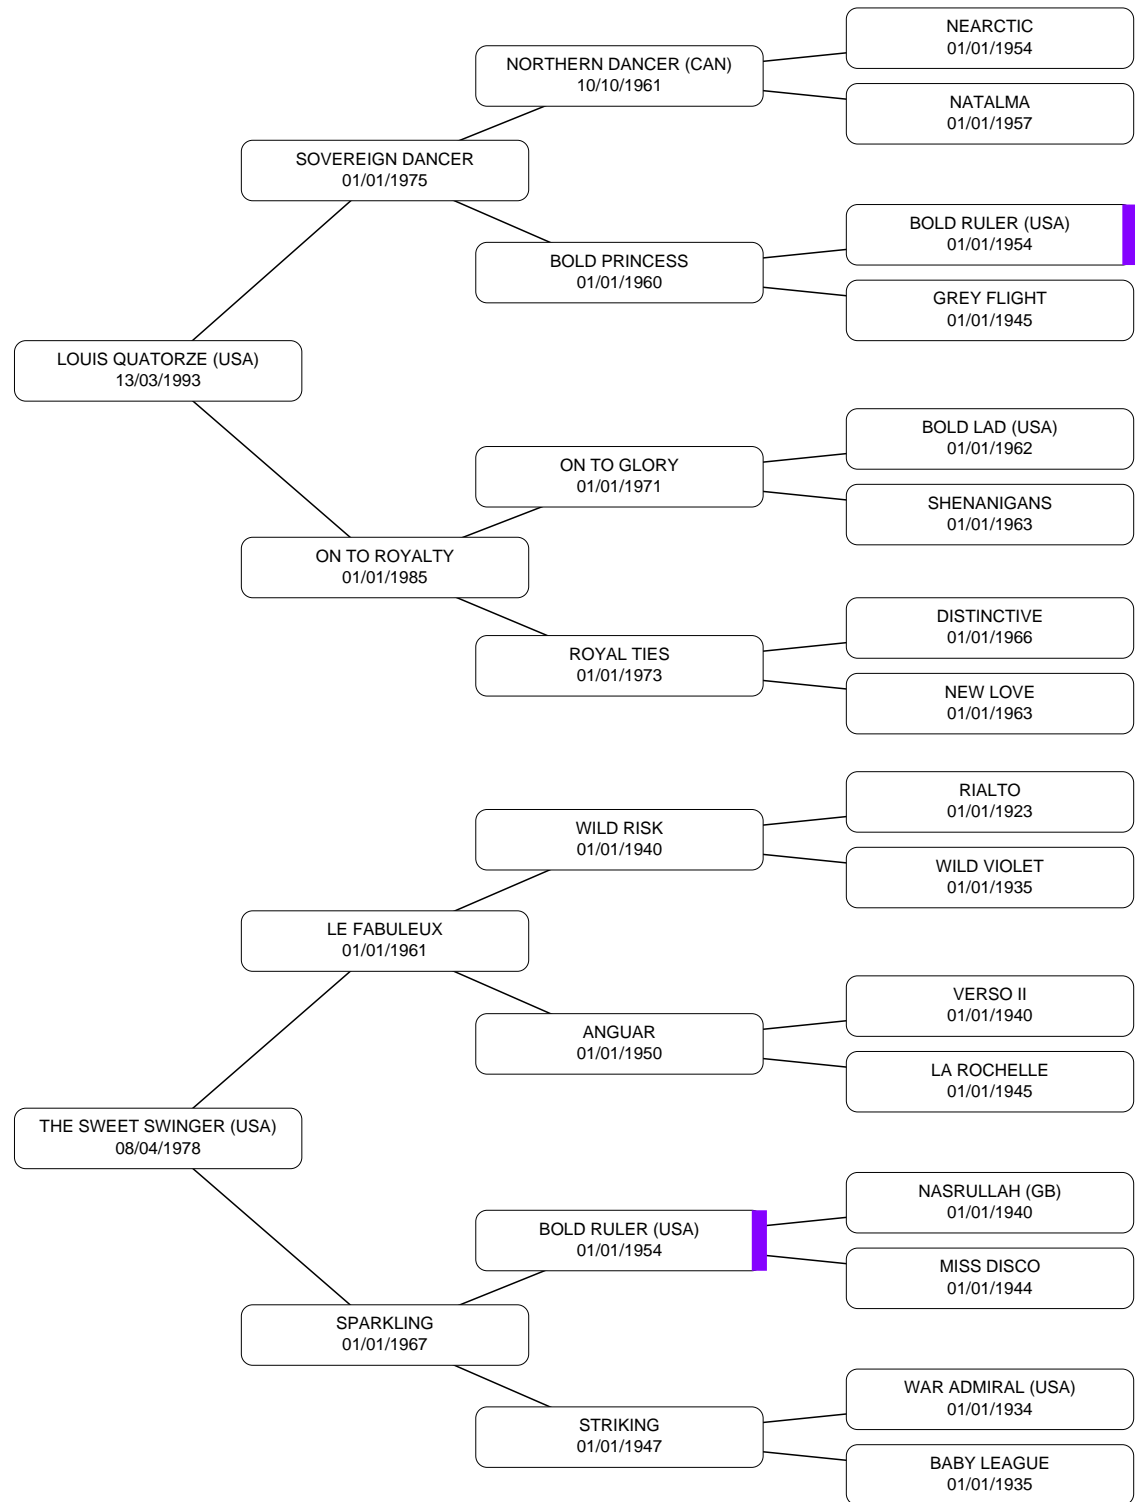 NEARCTIC
01/01/1954
NORTHERN DANCER (CAN)
10/10/1961
NATALMA
01/01/1957
SOVEREIGN DANCER
01/01/1975
BOLD RULER (USA)
01/01/1954
BOLD PRINCESS
01/01/1960
GREY FLIGHT
01/01/1945
LOUIS QUATORZE (USA)
13/03/1993
BOLD LAD (USA)
01/01/1962
ON TO GLORY
01/01/1971
SHENANIGANS
01/01/1963
ON TO ROYALTY
01/01/1985
DISTINCTIVE
01/01/1966
ROYAL TIES
01/01/1973
NEW LOVE
01/01/1963
RIALTO
01/01/1923
WILD RISK
01/01/1940
WILD VIOLET
01/01/1935
LE FABULEUX
01/01/1961
VERSO II
01/01/1940
ANGUAR
01/01/1950
LA ROCHELLE
01/01/1945
THE SWEET SWINGER (USA)
08/04/1978
NASRULLAH (GB)
01/01/1940
BOLD RULER (USA)
01/01/1954
MISS DISCO
01/01/1944
SPARKLING
01/01/1967
WAR ADMIRAL (USA)
01/01/1934
STRIKING
01/01/1947
BABY LEAGUE
01/01/1935